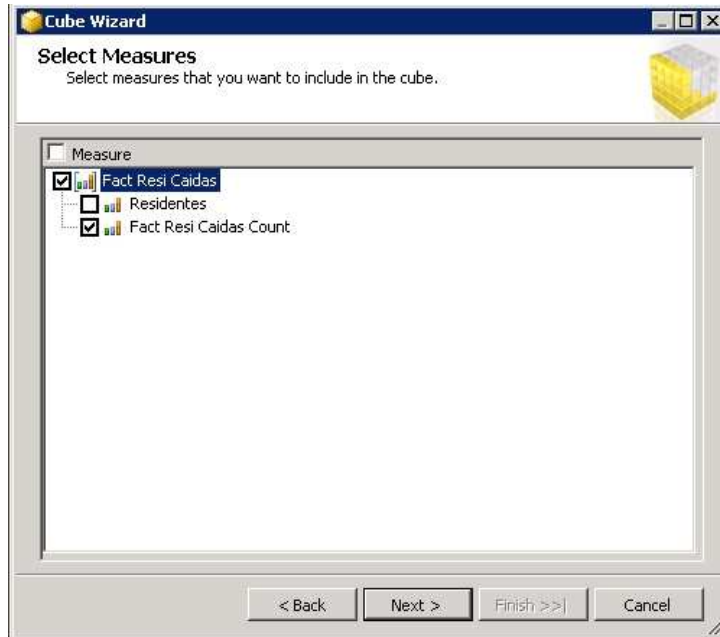 Cube Wizard
Select Measures
Select measures that you want to include in the cube.
Measure
Fact Resi Caidas
Residentes
Fact Resi Caidas Count
< Back Next > Finish >>| Cancel